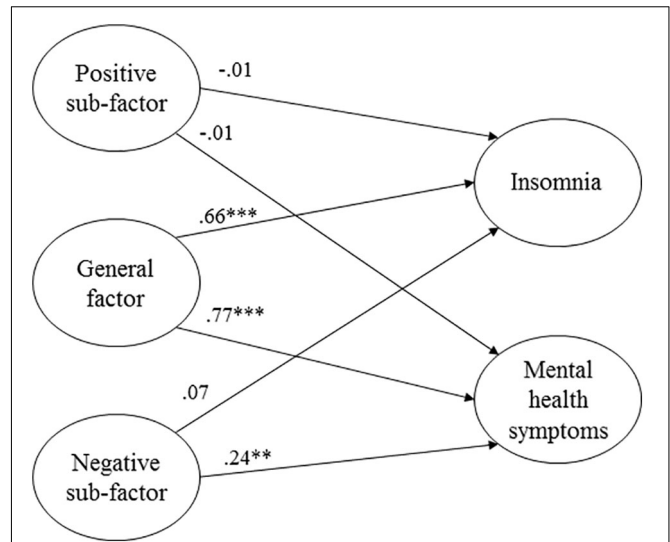 Positive
sub-factor
-.01
-.01
Insomnia
.66***
General
factor
.77***
Mental
health
symptoms
.07
Negative
sub-factor
.24**